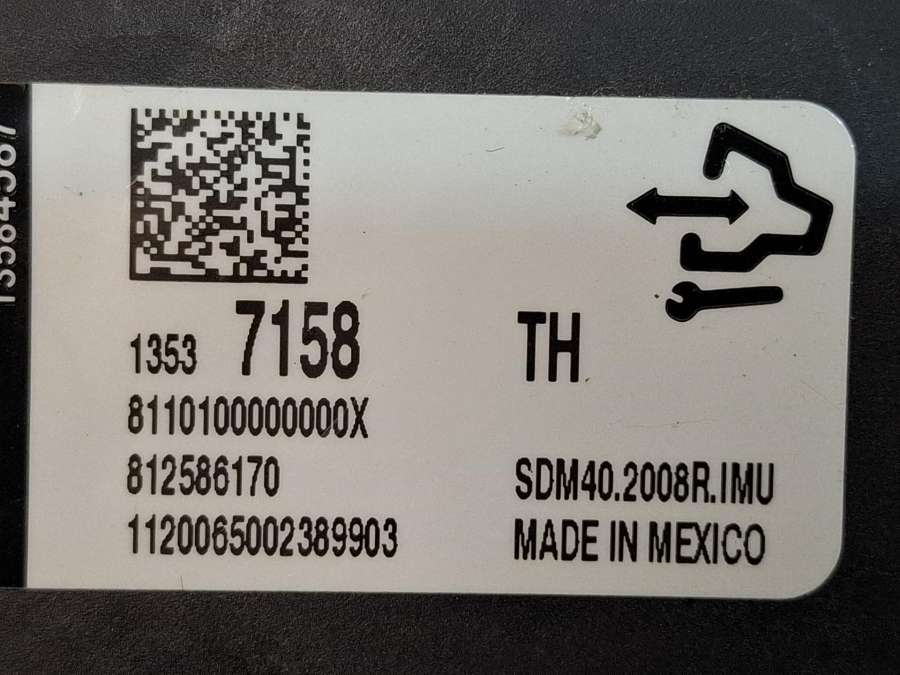 1353 7158 TH
8110100000000X
812586170 SDM40.2008R.IMU
1120065002389903 MADE IN MEXICO